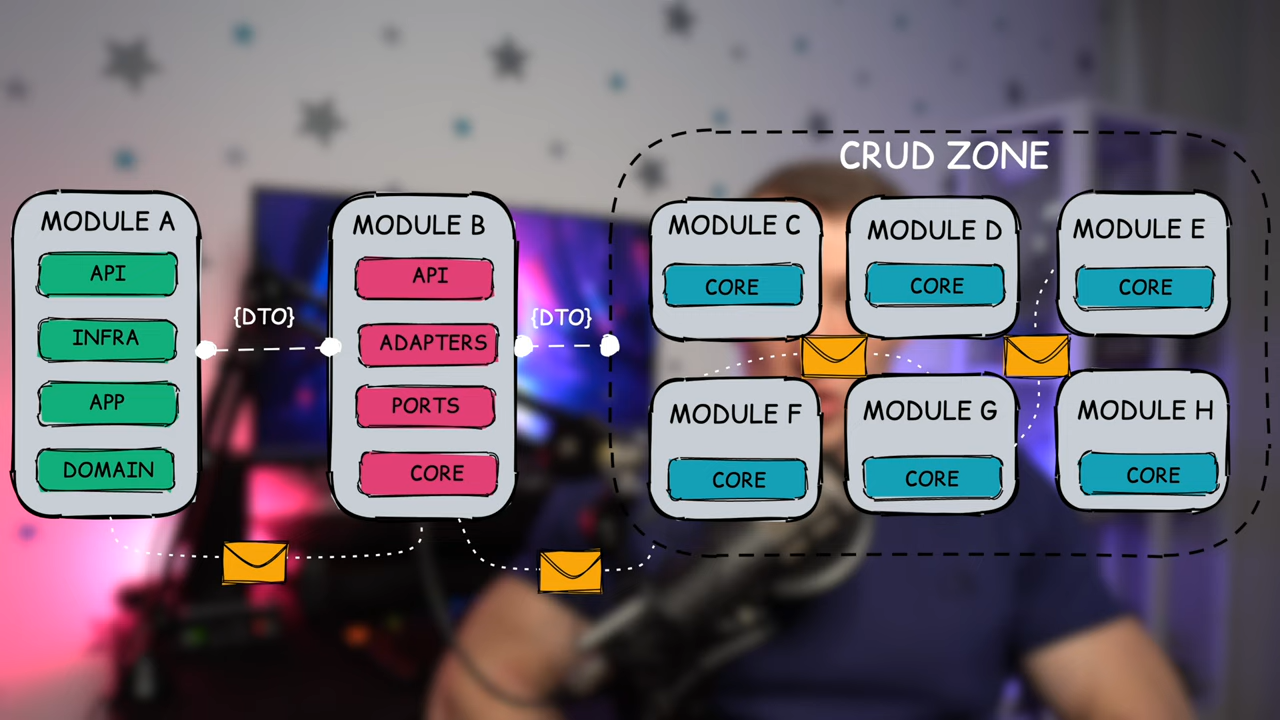 CRUD ZONE
MODULE A
API
INFRA
APP
DOMAIN
{DTO}
MODULE B
API
ADAPTERS
PORTS
CORE
{DTO}
MODULE C
CORE
MODULE D
CORE
MODULE E
CORE
MODULE F
CORE
MODULE G
CORE
MODULE H
CORE